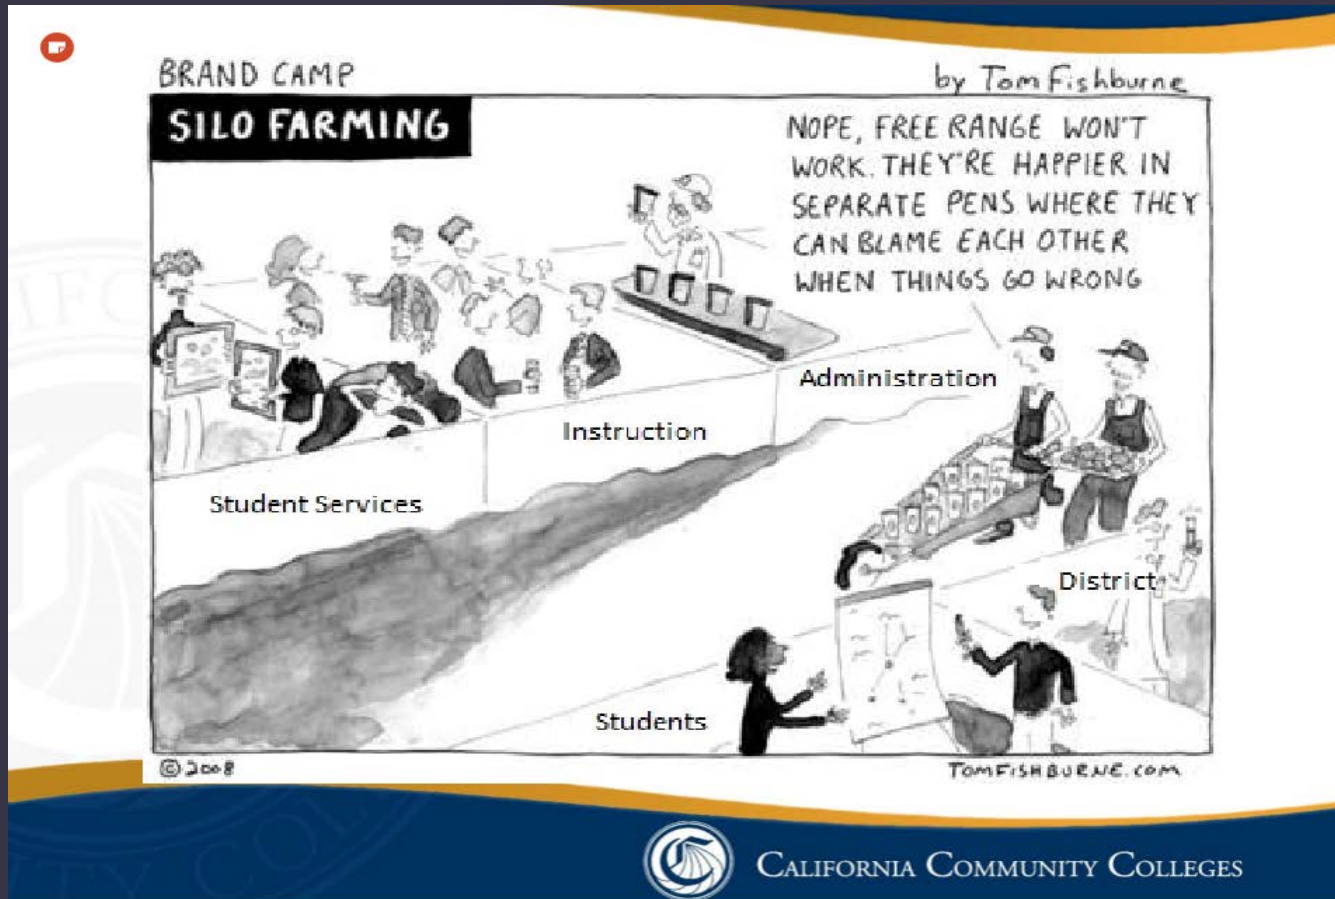 BRAND CAMP
by Tom Fishburne
SILO FARMING
NOPE, FREE RANGE WON'T
WORK. THEY'RE HAPPIER IN
SEPARATE PENS WHERE THEY
CAN BLAME EACH OTHER
WHEN THINGS GO WRONG
Administration
Instruction
Student Services
District
Students
© 2008
TOMFISHBURNE.COM
CALIFORNIA COMMUNITY COLLEGES